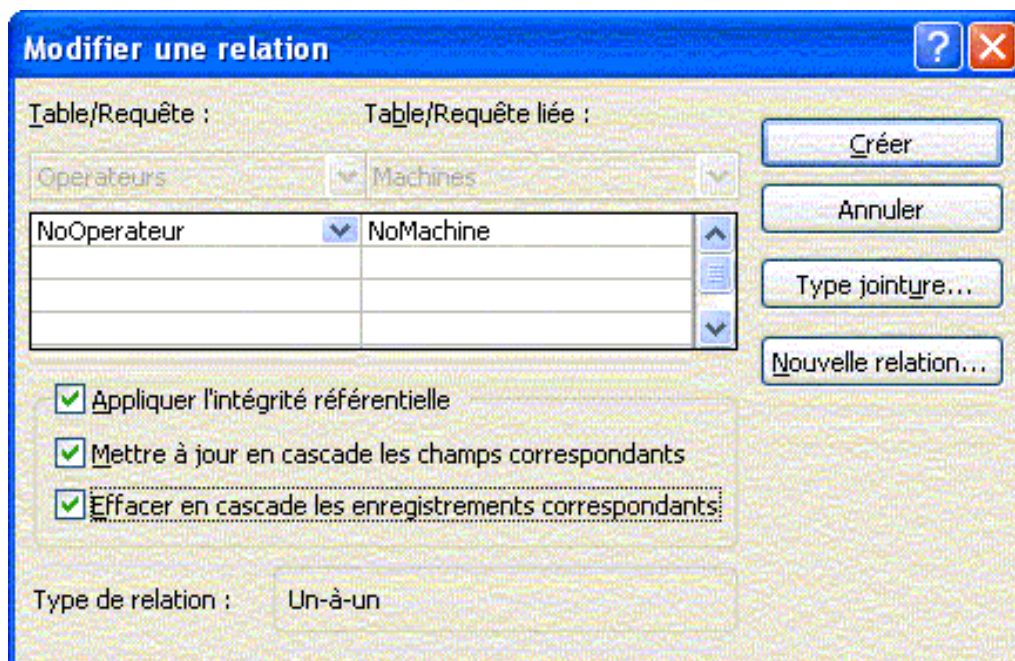 Modifier une relation
Table/Requête : Table/Requête liée :
Créer
Operateurs Machines
Annuler
NoOperateur NoMachine
Type jointure...
Nouvelle relation...
Appliquer l'intégrité référentielle
Mettre à jour en cascade les champs correspondants
Effacer en cascade les enregistrements correspondants
Type de relation : Un-à-un